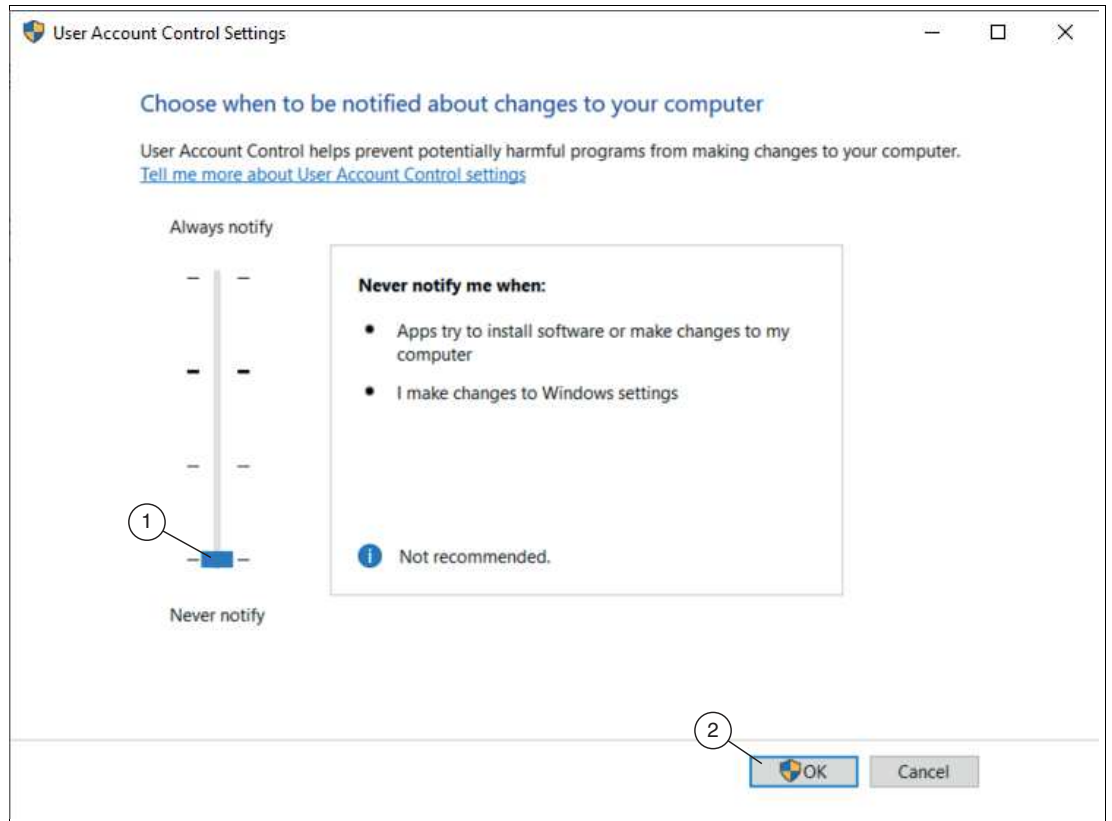 User Account Control Settings
Choose when to be notified about changes to your computer
User Account Control helps prevent potentially harmful programs from making changes to your computer.
Tell me more about User Account Control settings
Always notify
Never notify me when:
• Apps try to install software or make changes to my
computer
• I make changes to Windows settings
1
Not recommended.
Never notify
2
OK
Cancel